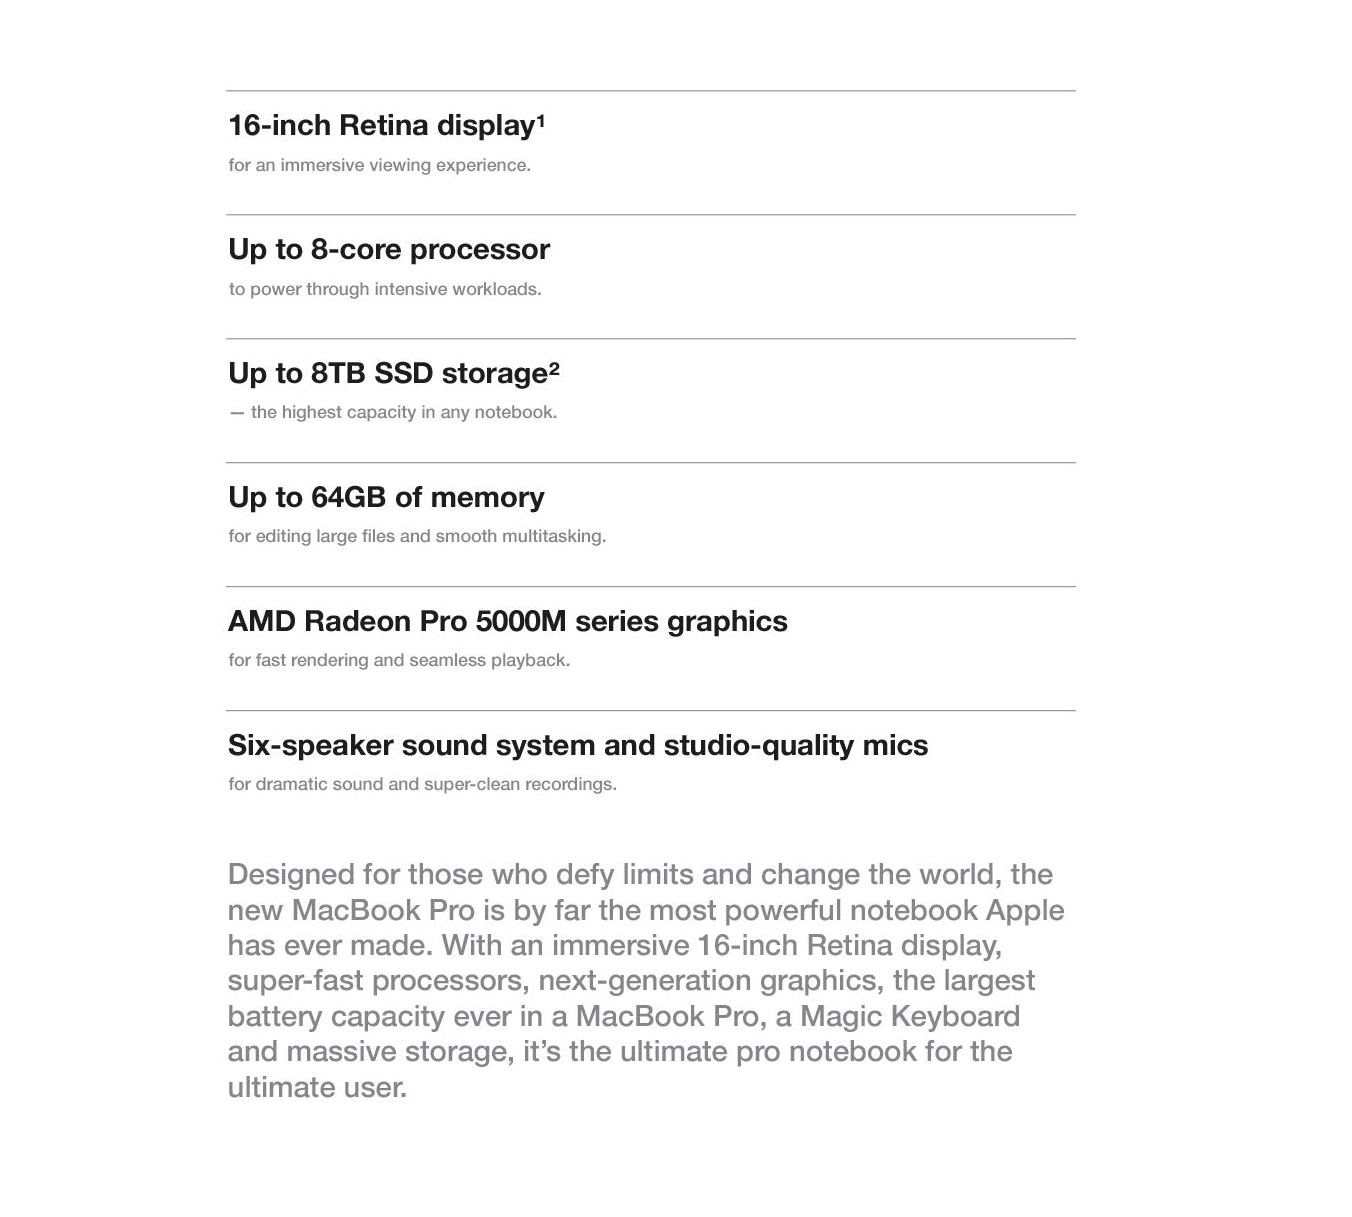 16-inch Retina display¹
for an immersive viewing experience.
Up to 8-core processor
to power through intensive workloads.
Up to 8TB SSD storage²
— the highest capacity in any notebook.
Up to 64GB of memory
for editing large files and smooth multitasking.
AMD Radeon Pro 5000M series graphics
for fast rendering and seamless playback.
Six-speaker sound system and studio-quality mics
for dramatic sound and super-clean recordings.
Designed for those who defy limits and change the world, the
new MacBook Pro is by far the most powerful notebook Apple
has ever made. With an immersive 16-inch Retina display,
super-fast processors, next-generation graphics, the largest
battery capacity ever in a MacBook Pro, a Magic Keyboard
and massive storage, it’s the ultimate pro notebook for the
ultimate user.